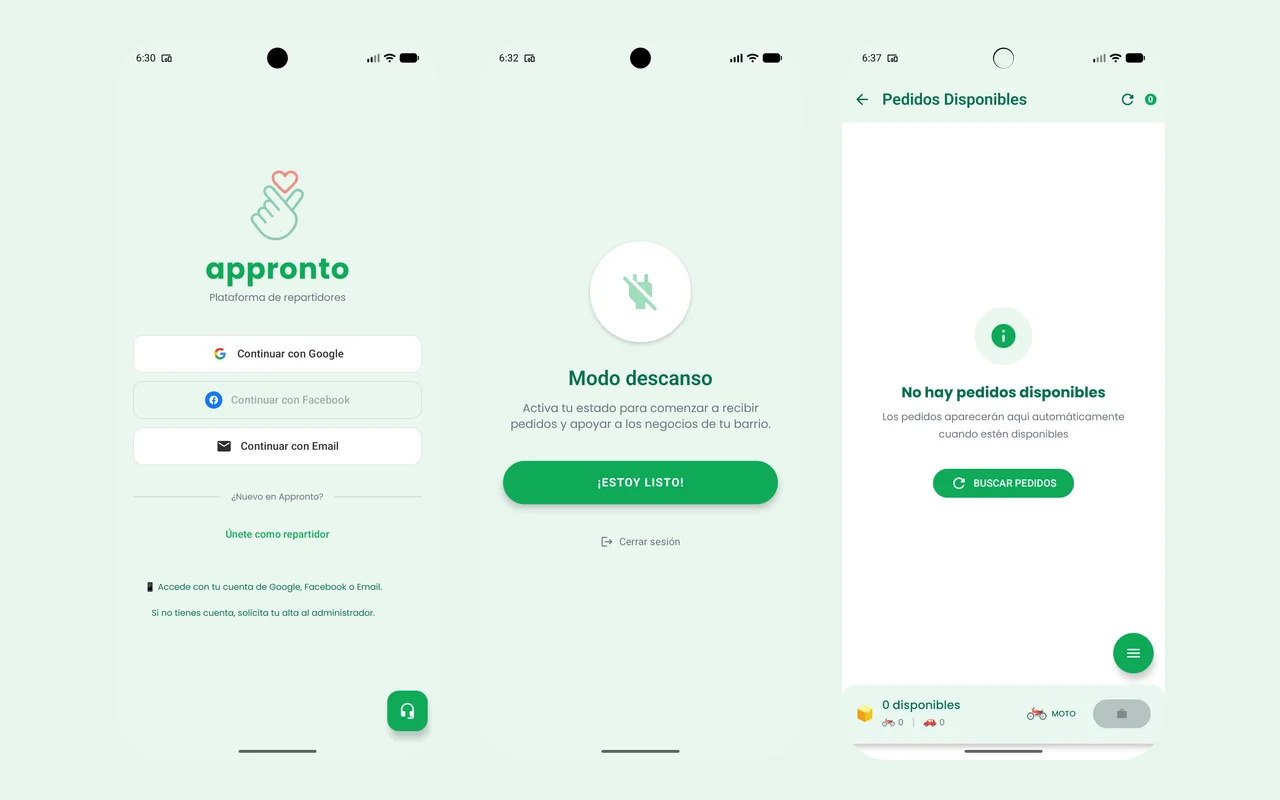 6:30
appronto
Plataforma de repartidores
Continuar con Google
Continuar con Facebook
Continuar con Email
¿Nuevo en Appronto?
Únete como repartidor
Accede con tu cuenta de Google, Facebook o Email.
Si no tienes cuenta, solicita tu alta al administrador.
6:32
Modo descanso
Activa tu estado para comenzar a recibir
pedidos y apoyar a los negocios de tu barrio.
¡ESTOY LISTO!
Cerrar sesión
6:37
Pedidos Disponibles
0
No hay pedidos disponibles
Los pedidos aparecerán aquí automáticamente
cuando estén disponibles
BUSCAR PEDIDOS
0 disponibles
0 | 0
MOTO